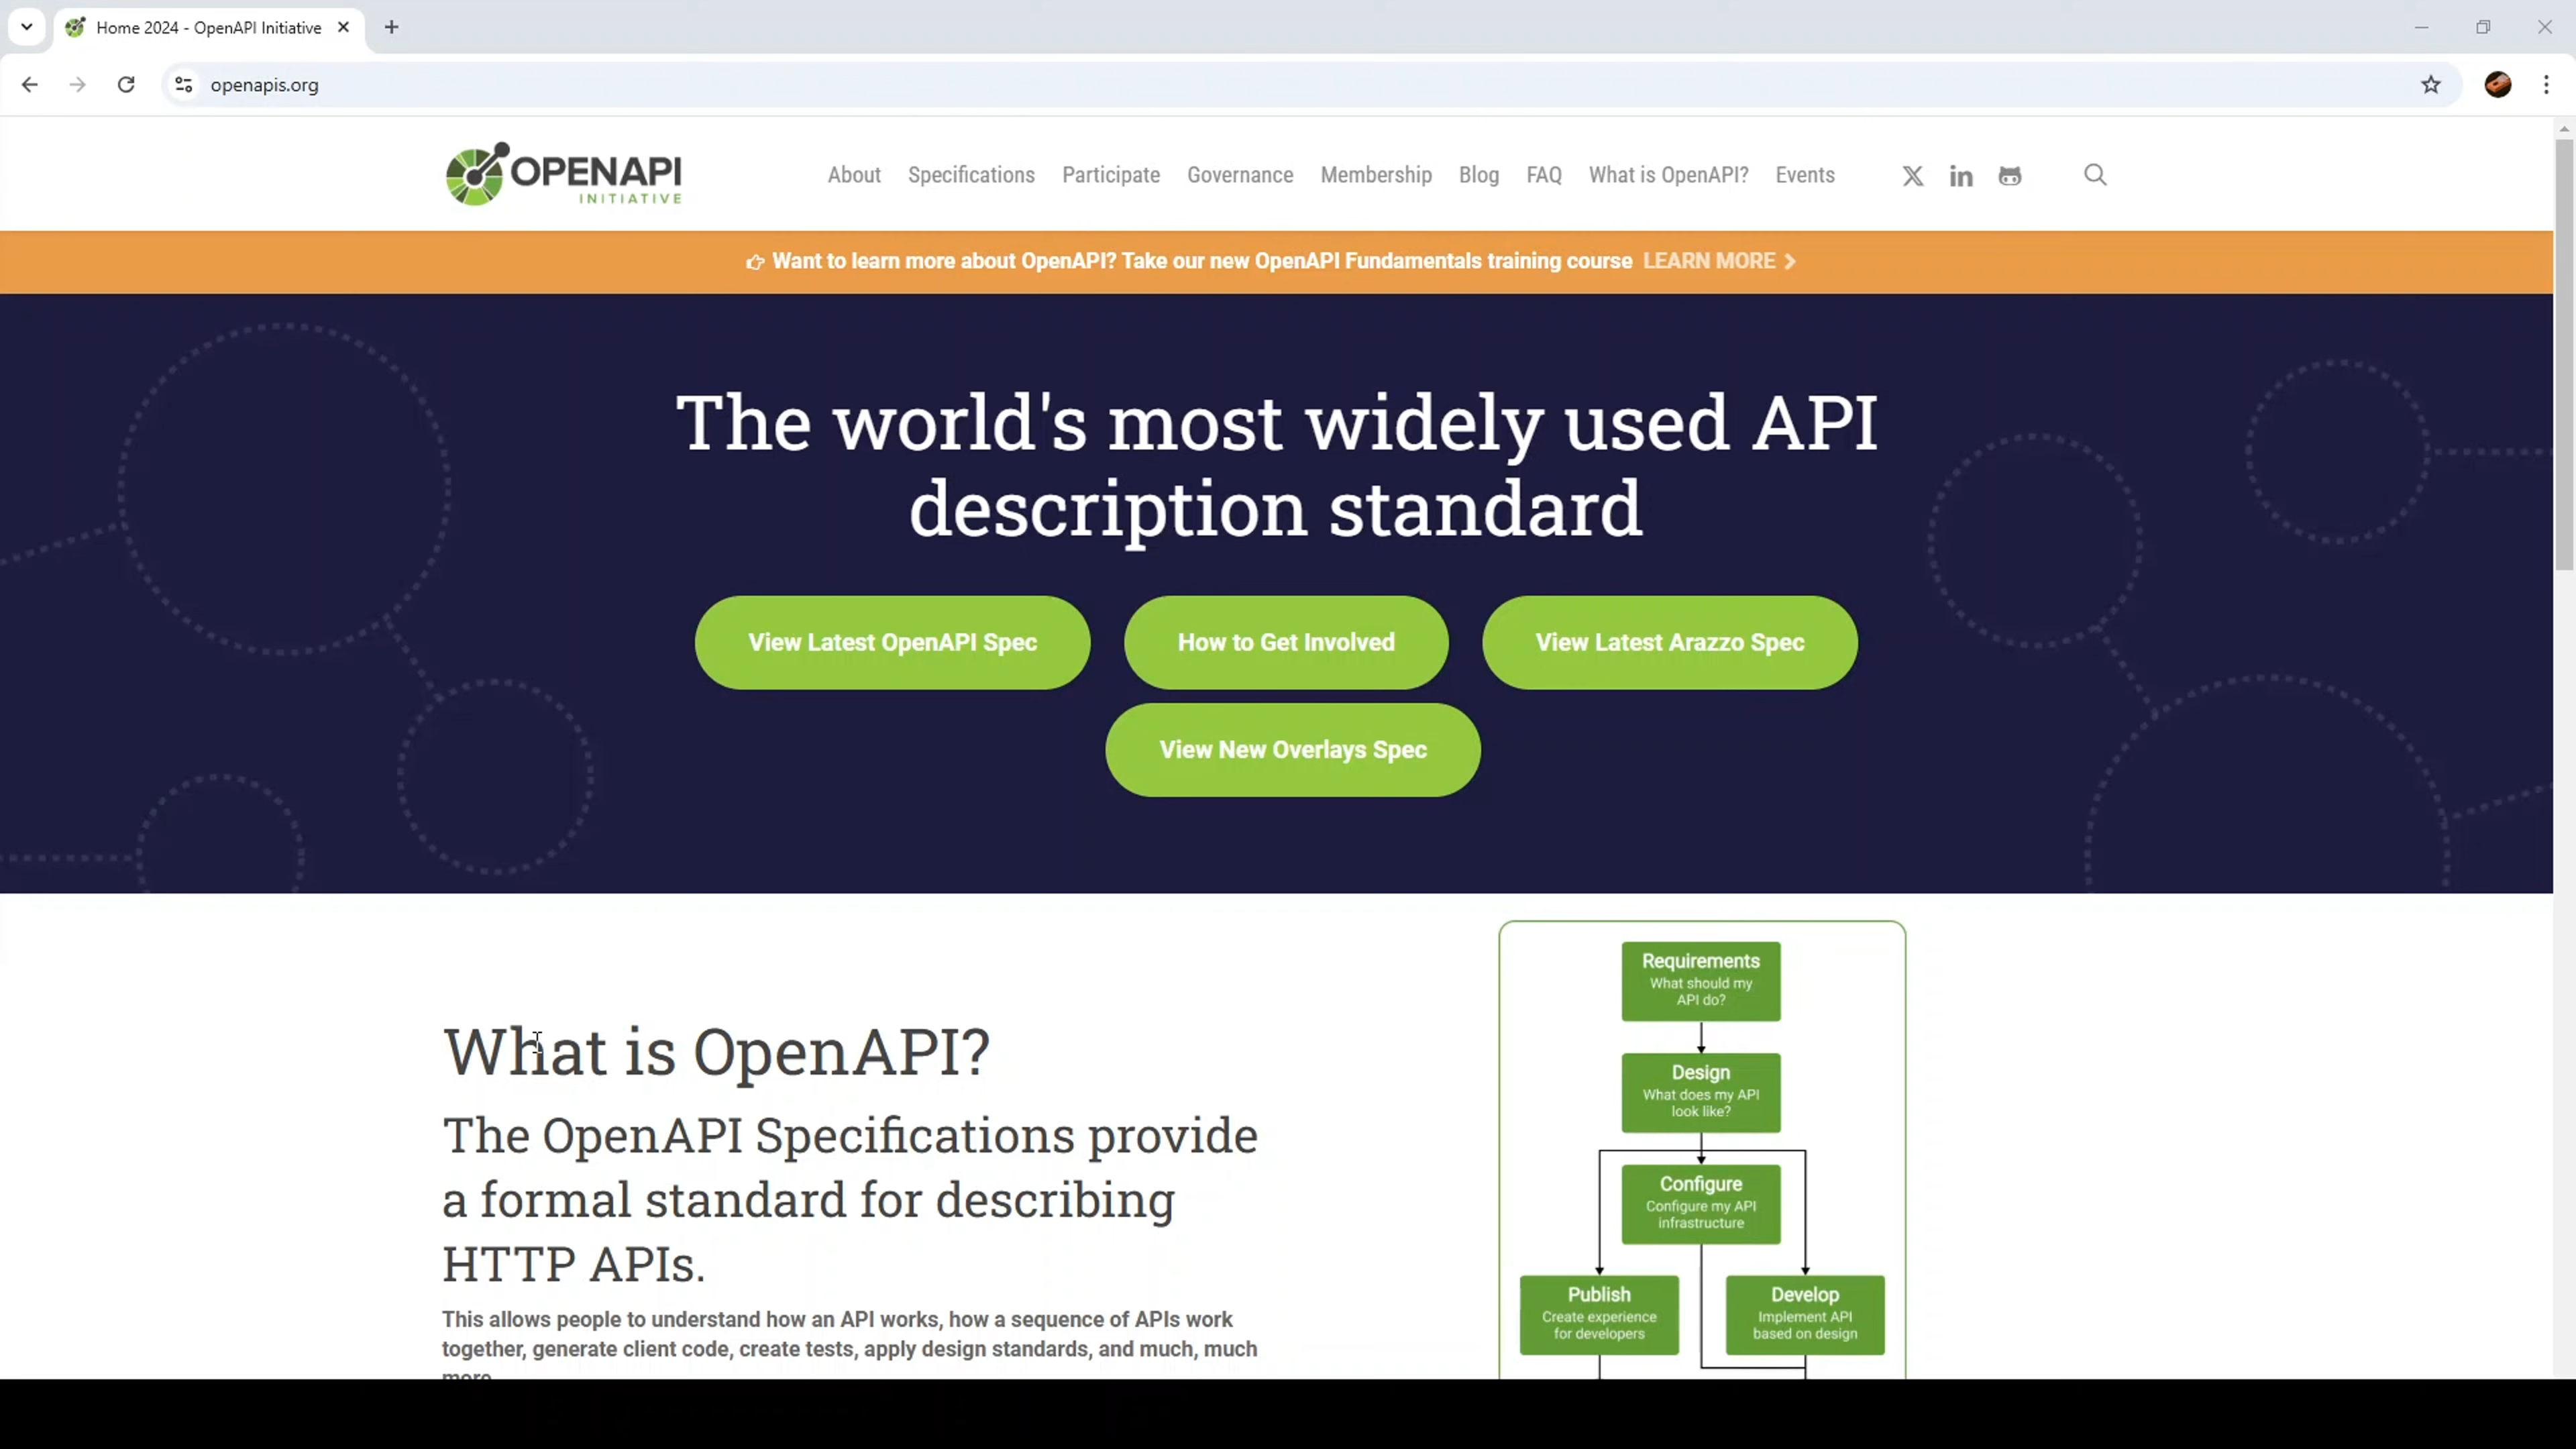 Home 2024 - OpenAPI Initiative
openapis.org
OPENAPI
INITIATIVE
About Specifications Participate Governance Membership Blog FAQ What is OpenAPI? Events
Want to learn more about OpenAPI? Take our new OpenAPI Fundamentals training course LEARN MORE
The world's most widely used API
description standard
View Latest OpenAPI Spec
How to Get Involved
View Latest Arazzo Spec
View New Overlays Spec
What is OpenAPI?
The OpenAPI Specifications provide
a formal standard for describing
HTTP APIs.
This allows people to understand how an API works, how a sequence of APIs work
together, generate client code, create tests, apply design standards, and much, much
more
Requirements
What should my
API do?
Design
What does my API
look like?
Configure
Configure my API
infrastructure
Publish
Create experience
for developers
Develop
Implement API
based on design